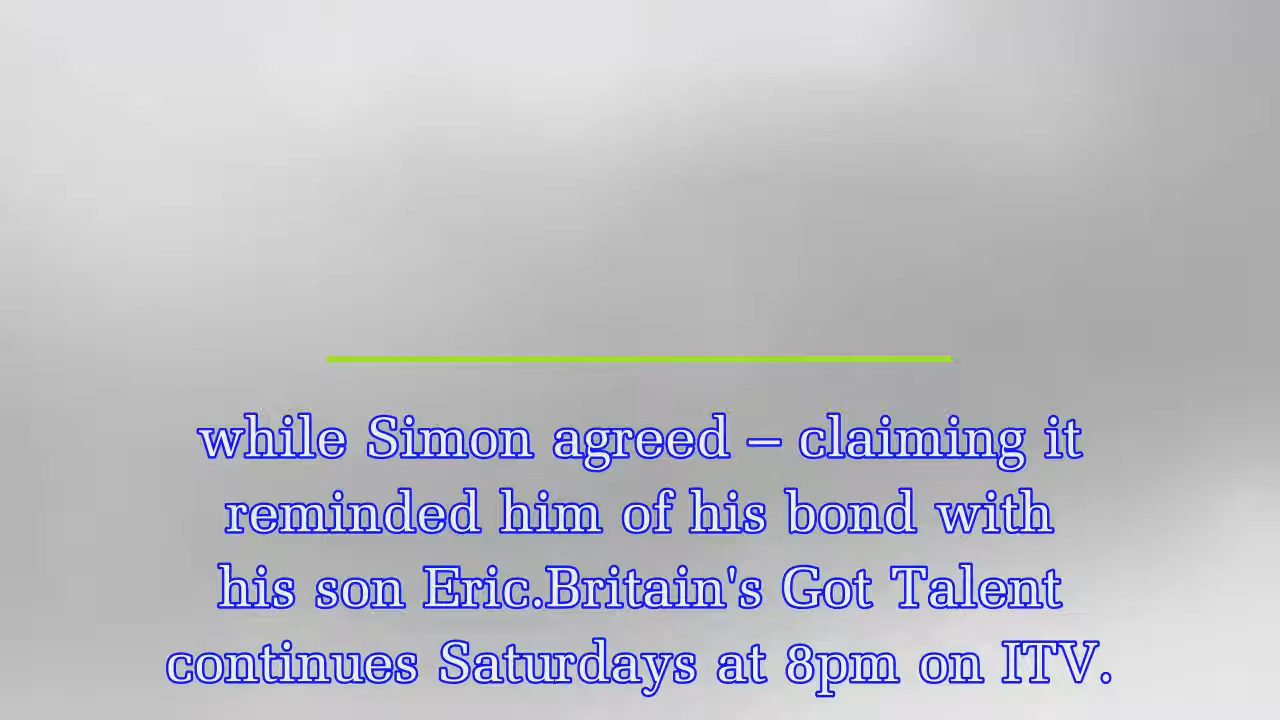 while Simon agreed – claiming it
reminded him of his bond with
his son Eric.Britain's Got Talent
continues Saturdays at 8pm on ITV.